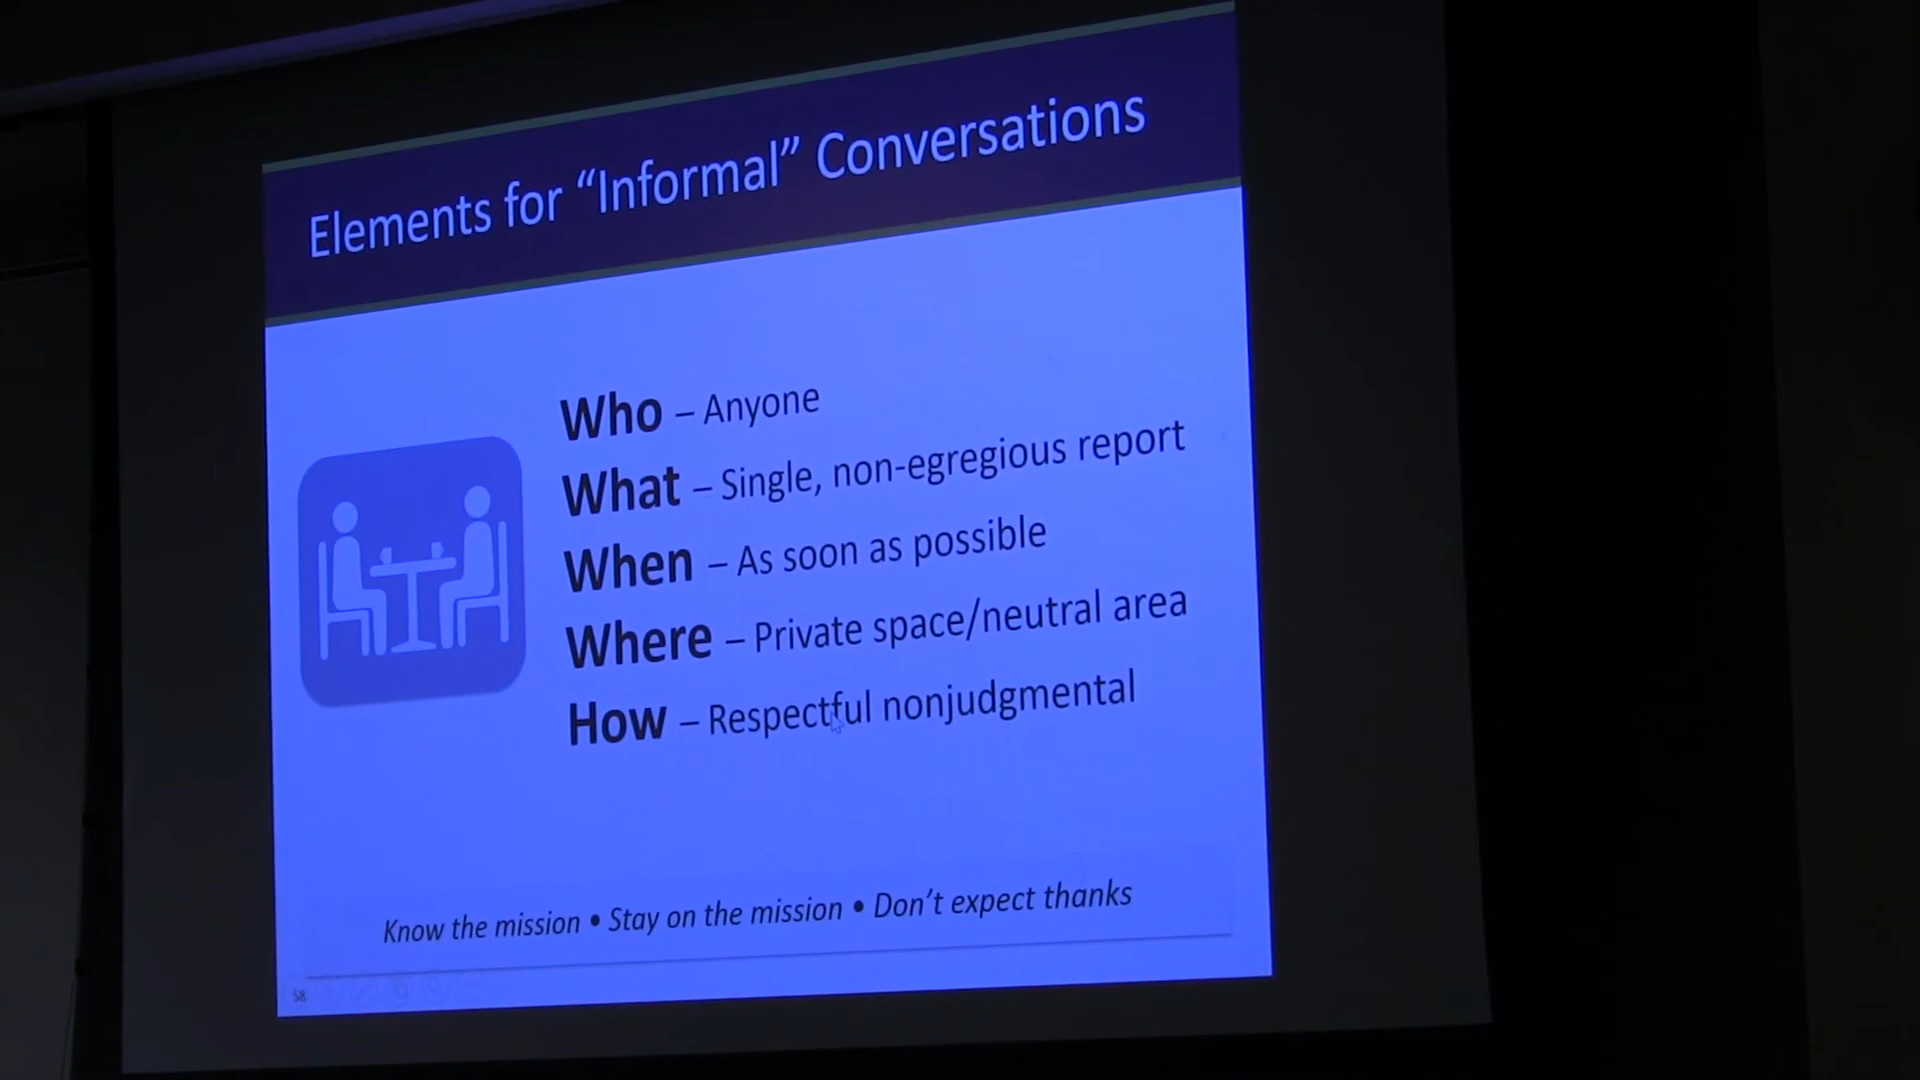 Elements for “Informal” Conversations
Who – Anyone
What – Single, non-egregious report
When – As soon as possible
Where – Private space/neutral area
How – Respectful nonjudgmental
Know the mission • Stay on the mission • Don’t expect thanks
58